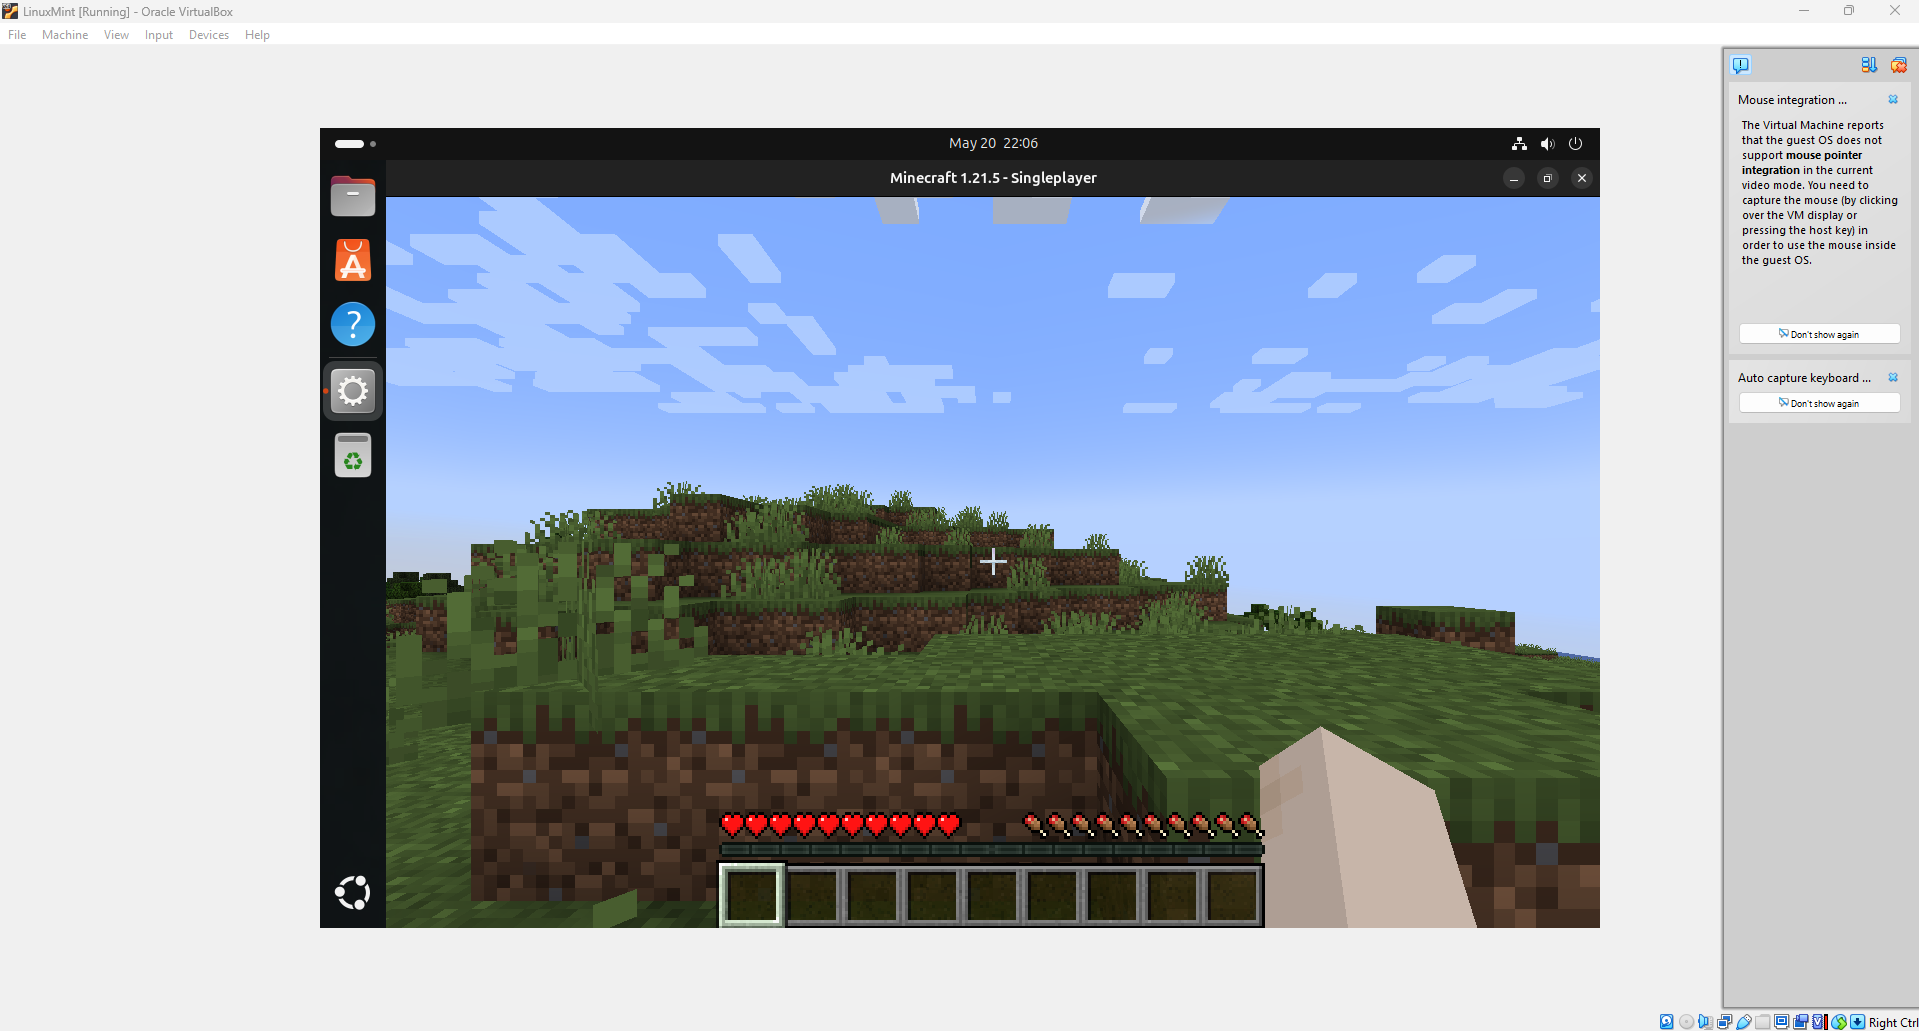 LinuxMint [Running] - Oracle VirtualBox
File Machine View Input Devices Help
May 20 22:06
Minecraft 1.21.5 - Singleplayer
Mouse integration ...
The Virtual Machine reports
that the guest OS does not
support mouse pointer
integration in the current
video mode. You need to
capture the mouse (by clicking
over the VM display or
pressing the host key) in
order to use the mouse inside
the guest OS.
Don't show again
Auto capture keyboard ...
Don't show again
Right Ctrl